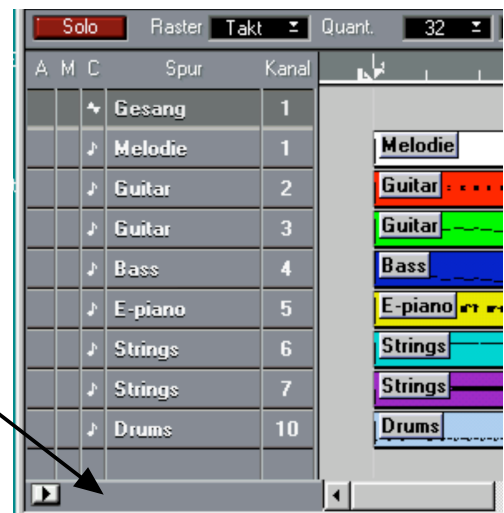 Solo Raster Takt Quant. 32
A M C Spur Kanal 1
Gesang 1
Melodie 1 Melodie
Guitar 2 Guitar
Guitar 3 Guitar
Bass 4 Bass
E-piano 5 E-piano
Strings 6 Strings
Strings 7 Strings
Drums 10 Drums